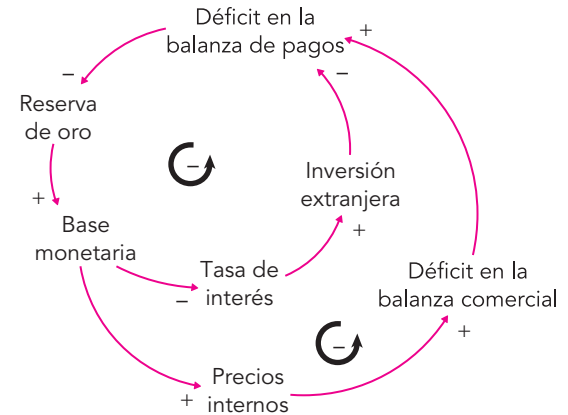 Déficit en la
balanza de pagos
+
–
–
Reserva
de oro
–
Inversión
extranjera
+
+
Base
monetaria
Tasa de
interés
–
Déficit en la
balanza comercial
+
–
Precios
internos
+